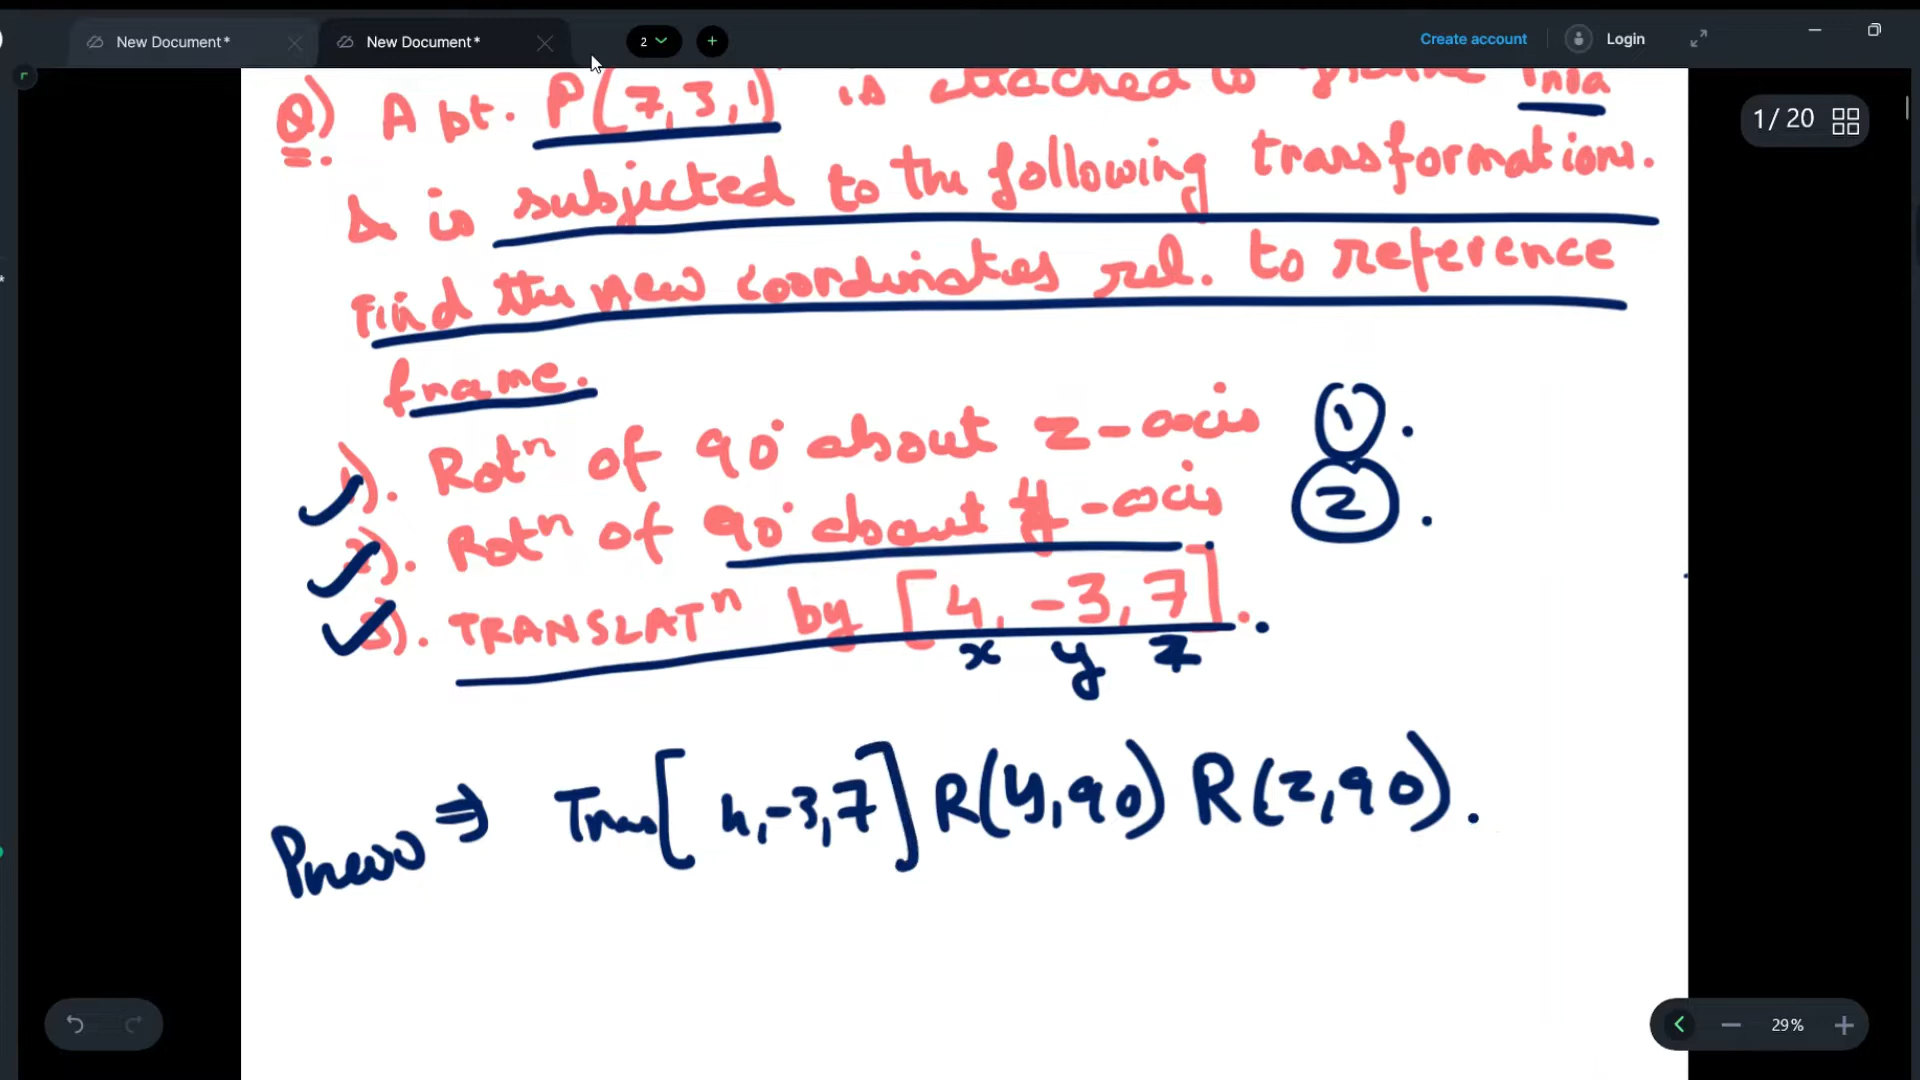 New Document*
New Document*
2
Create account
Login
1 / 20
Q) A pt. P(7,3,1) is attached to frame
& is subjected to the following transformations.
Find the new coordinates rel. to reference
frame.
1). Rotⁿ of 90° about z-axis ①.
2). Rotⁿ of 90° about y-axis ②.
3). TRANSLATⁿ by [4, -3, 7].
x y z
Pnew ⇒ Trans[4,-3,7] R(y,90) R(z,90).
29%